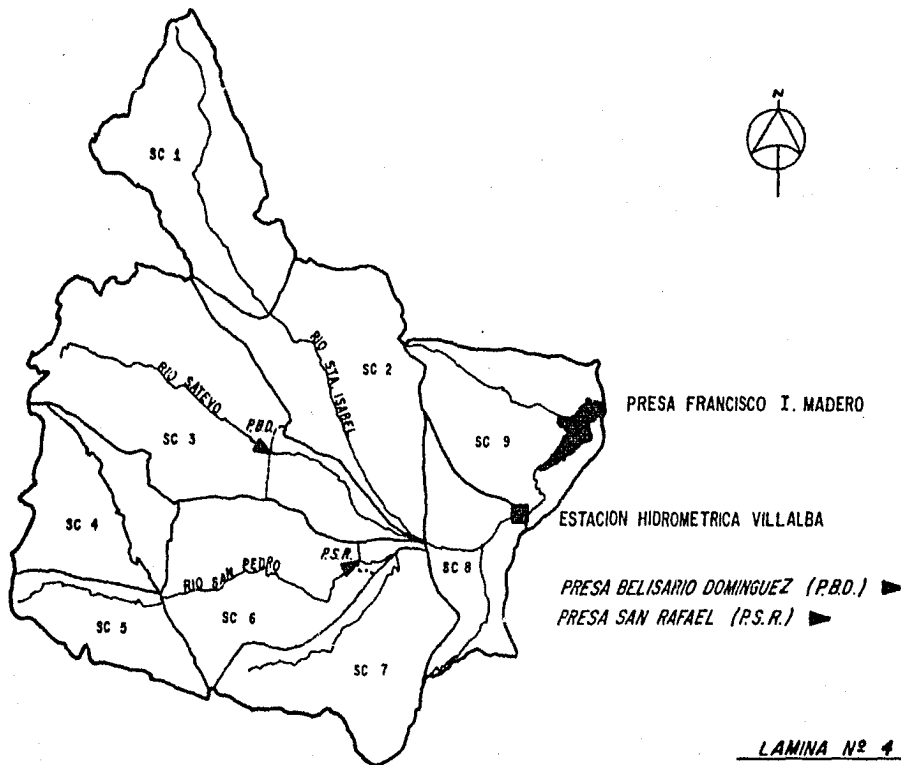 N
SC 1
RIO STA. ISABEL
SC 2
RIO SATEVO
P.B.D.
SC 3
PRESA FRANCISCO I. MADERO
SC 9
SC 4
ESTACION HIDROMETRICA VILLALBA
P.S.R.
RIO SAN PEDRO
SC 8
PRESA BELISARIO DOMINGUEZ (P.B.D.)
PRESA SAN RAFAEL (P.S.R.)
SC 6
SC 5
SC 7
LAMINA Nº 4